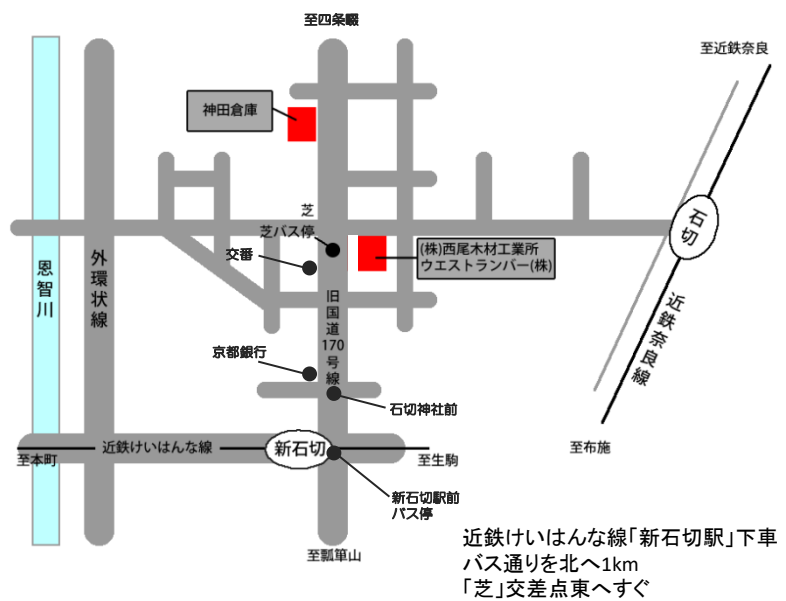 至四条畷
至近鉄奈良
神田倉庫
芝
芝バス停
交番
(株)西尾木材工業所
ウエストランバー(株)
石切
恩智川
外環状線
旧国道170号線
近鉄奈良線
京都銀行
石切神社前
近鉄けいはんな線
新石切
至本町
至生駒
至布施
新石切駅前
バス停
至瓢箪山
近鉄けいはんな線「新石切駅」下車
バス通りを北へ1km
「芝」交差点東へすぐ